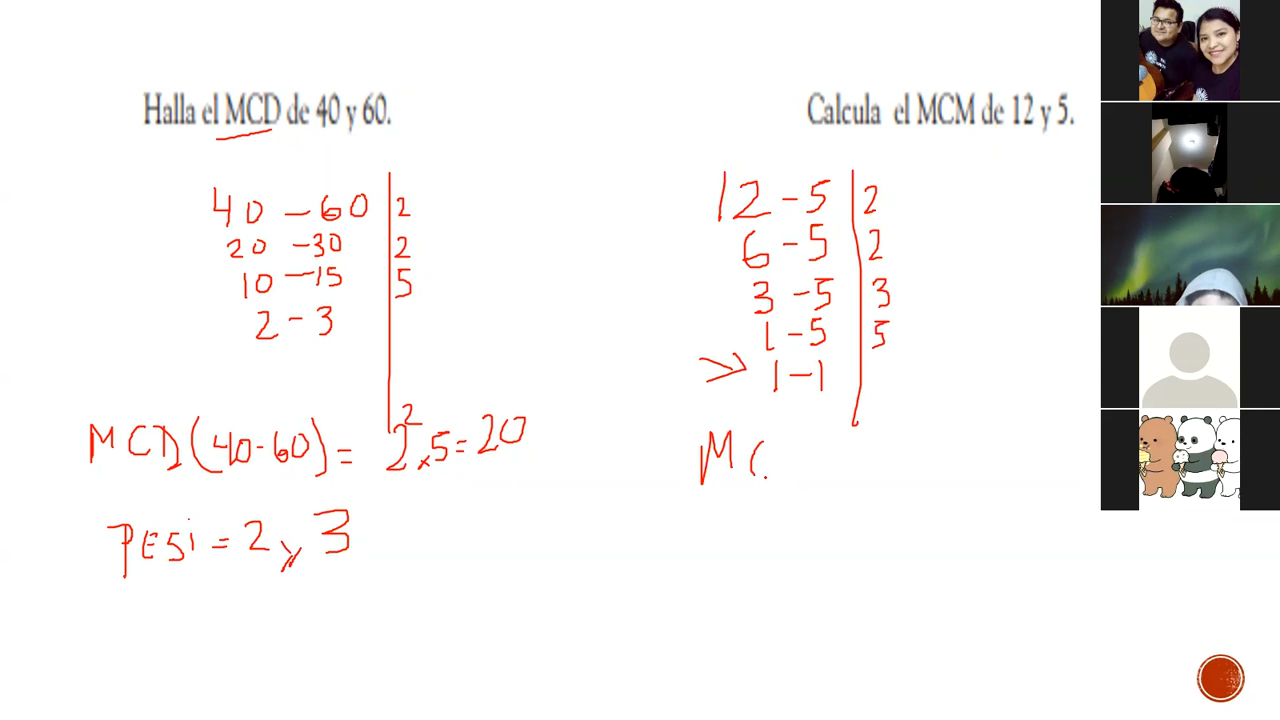 Halla el MCD de 40 y 60.
40 - 60 | 2
20 - 30 | 2
10 - 15 | 5
2 - 3
MCD(40-60) = 2² x 5 = 20
PESi = 2 y 3
Calcula el MCM de 12 y 5.
12 - 5 | 2
6 - 5 | 2
3 - 5 | 3
1 - 5 | 5
>> 1 - 1
MC